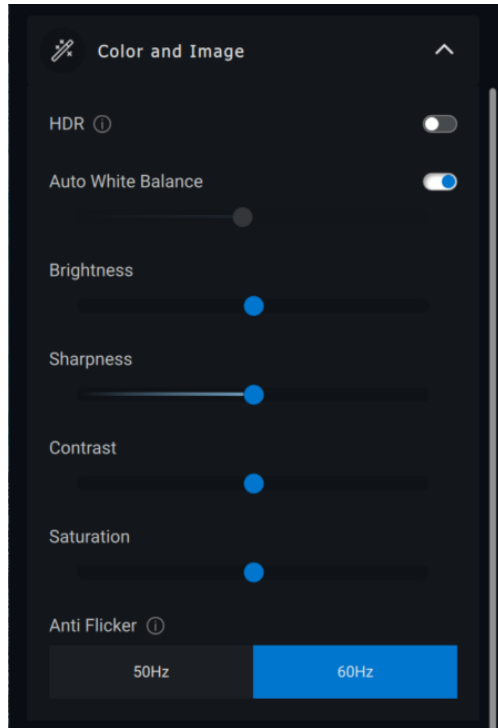 Color and Image
HDR
Auto White Balance
Brightness
Sharpness
Contrast
Saturation
Anti Flicker
50Hz 60Hz